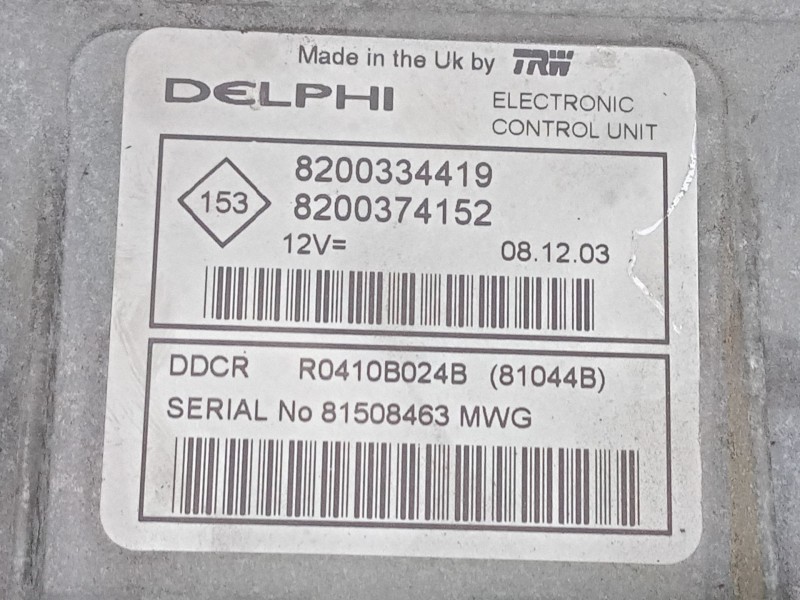 Made in the Uk by TRW
DELPHI
ELECTRONIC
CONTROL UNIT
153
8200334419
8200374152
12V=
08.12.03
DDCR R0410B024B (81044B)
SERIAL No 81508463 MWG